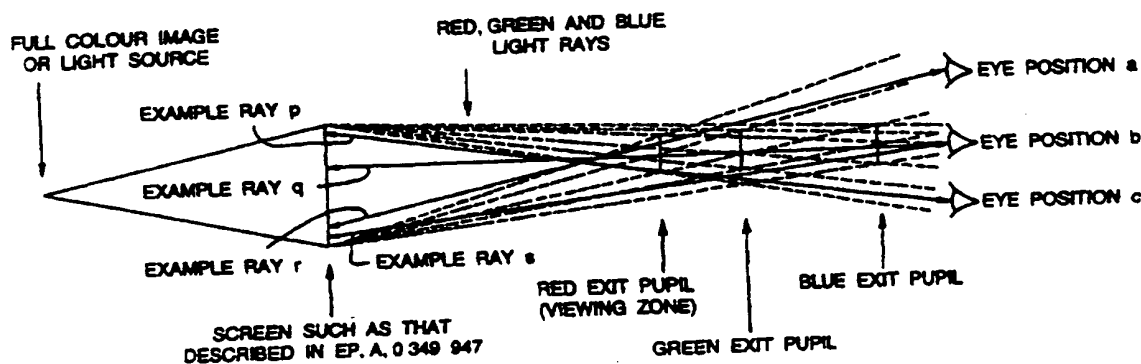 FULL COLOUR IMAGE
OR LIGHT SOURCE
RED, GREEN AND BLUE
LIGHT RAYS
EYE POSITION a
EXAMPLE RAY p
EYE POSITION b
EXAMPLE RAY q
EYE POSITION c
EXAMPLE RAY r
EXAMPLE RAY s
RED EXIT PUPIL
(VIEWING ZONE)
BLUE EXIT PUPIL
SCREEN SUCH AS THAT
DESCRIBED IN EP. A. 0 349 947
GREEN EXIT PUPIL